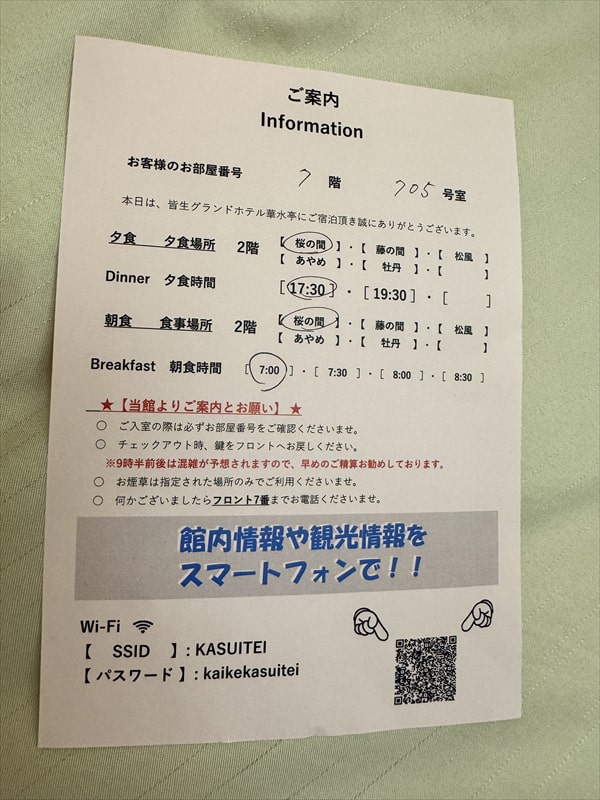 ご案内
Information
お客様のお部屋番号 7 階 705 号室
本日は、皆生グランドホテル華水亭にご宿泊頂き誠にありがとうございます。
夕食 夕食場所 2階 【 桜の間 】・【 藤の間 】・【 松風 】
【 あやめ 】・【 牡丹 】・【 】
Dinner 夕食時間 [ 17:30 ]・[ 19:30 ]・[ ]
朝食 食事場所 2階 【 桜の間 】・【 藤の間 】・【 松風 】
【 あやめ 】・【 牡丹 】・【 】
Breakfast 朝食時間 [ 7:00 ]・[ 7:30 ]・[ 8:00 ]・[ 8:30 ]
★【当館よりご案内とお願い】★
○ ご入室の際は必ずお部屋番号をご確認くださいませ。
○ チェックアウト時、鍵をフロントへお戻しください。
※9時半前後は混雑が予想されますので、早めのご精算お勧めしております。
○ お煙草は指定された場所のみでご利用くださいませ。
○ 何かございましたらフロント7番までお電話くださいませ。
館内情報や観光情報を
スマートフォンで！！
Wi-Fi
【 SSID 】: KASUITEI
【 パスワード 】: kaikekasuitei